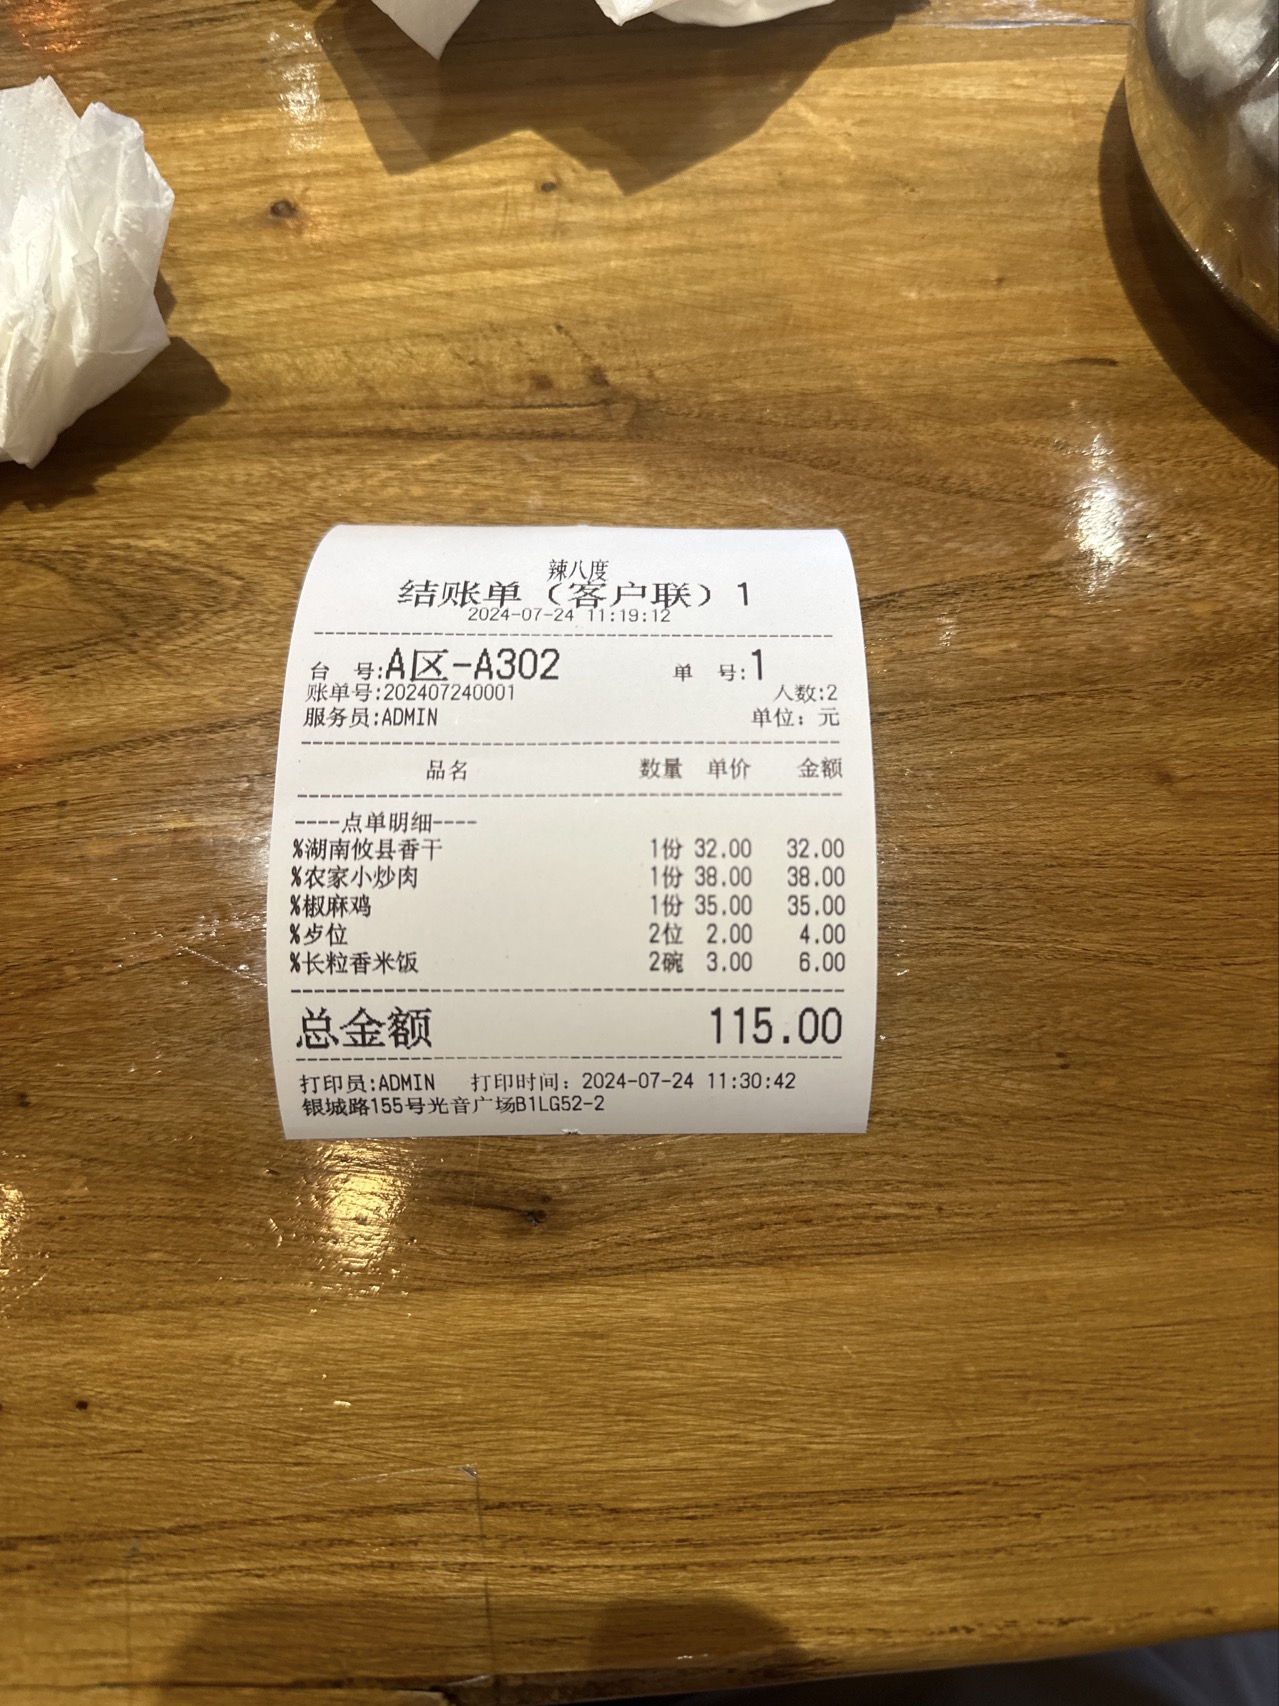 辣八度
结账单（客户联）1
2024-07-24 11:19:12
台 号:A区-A302 单 号:1
账单号:202407240001 人数:2
服务员:ADMIN 单位：元
品名 数量 单价 金额
----点单明细----
%湖南攸县香干 1份 32.00 32.00
%农家小炒肉 1份 38.00 38.00
%椒麻鸡 1份 35.00 35.00
%歺位 2位 2.00 4.00
%长粒香米饭 2碗 3.00 6.00
总金额 115.00
打印员:ADMIN 打印时间：2024-07-24 11:30:42
银城路155号光音广场B1LG52-2